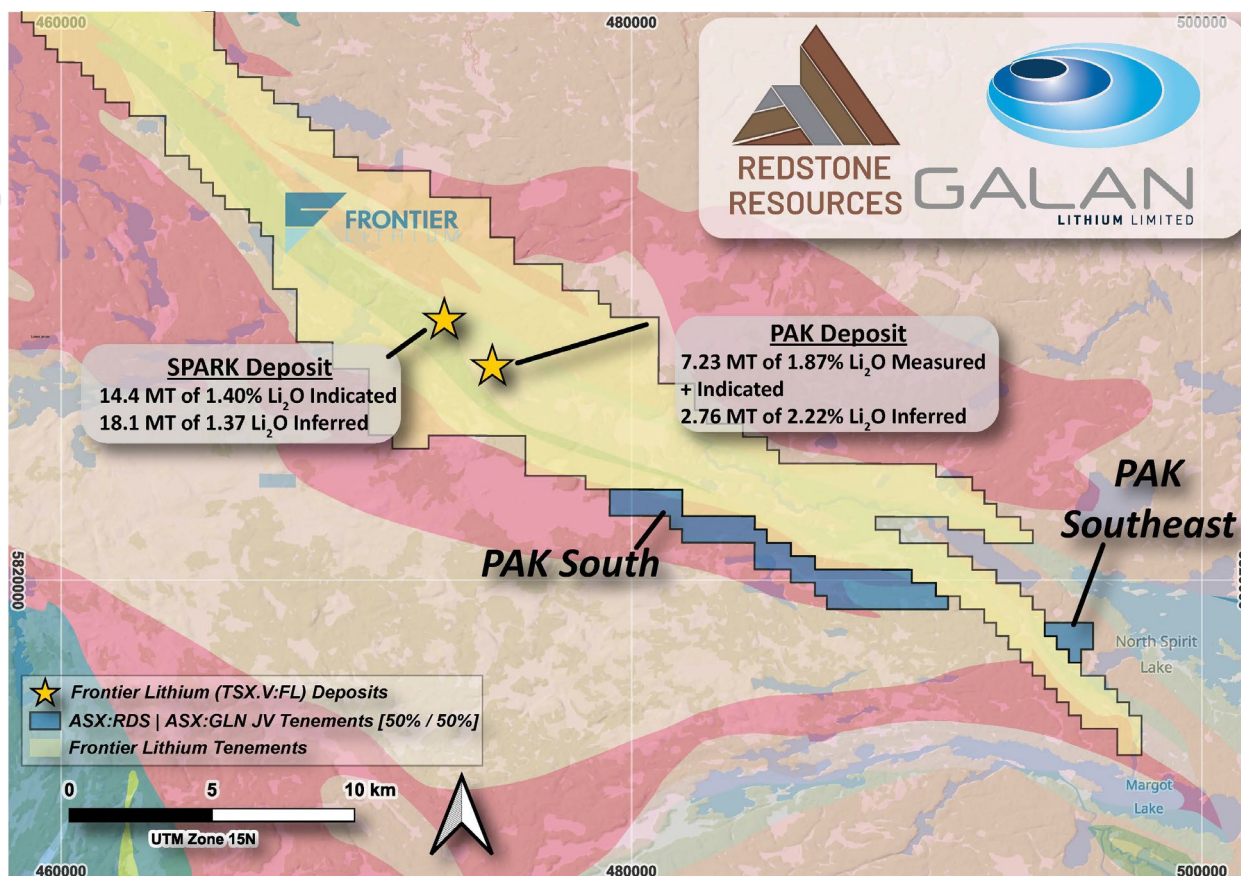 460000
480000
500000
REDSTONE
RESOURCES
GALAN
LITHIUM LIMITED
FRONTIER
LITHIUM
SPARK Deposit
14.4 MT of 1.40% Li₂O Indicated
18.1 MT of 1.37 Li₂O Inferred
PAK Deposit
7.23 MT of 1.87% Li₂O Measured
+ Indicated
2.76 MT of 2.22% Li₂O Inferred
PAK
Southeast
PAK South
5820000
North Spirit
Lake
Frontier Lithium (TSX.V:FL) Deposits
ASX:RDS | ASX:GLN JV Tenements [50% / 50%]
Frontier Lithium Tenements
0 5 10 km
UTM Zone 15N
Margot
Lake
460000
480000
500000